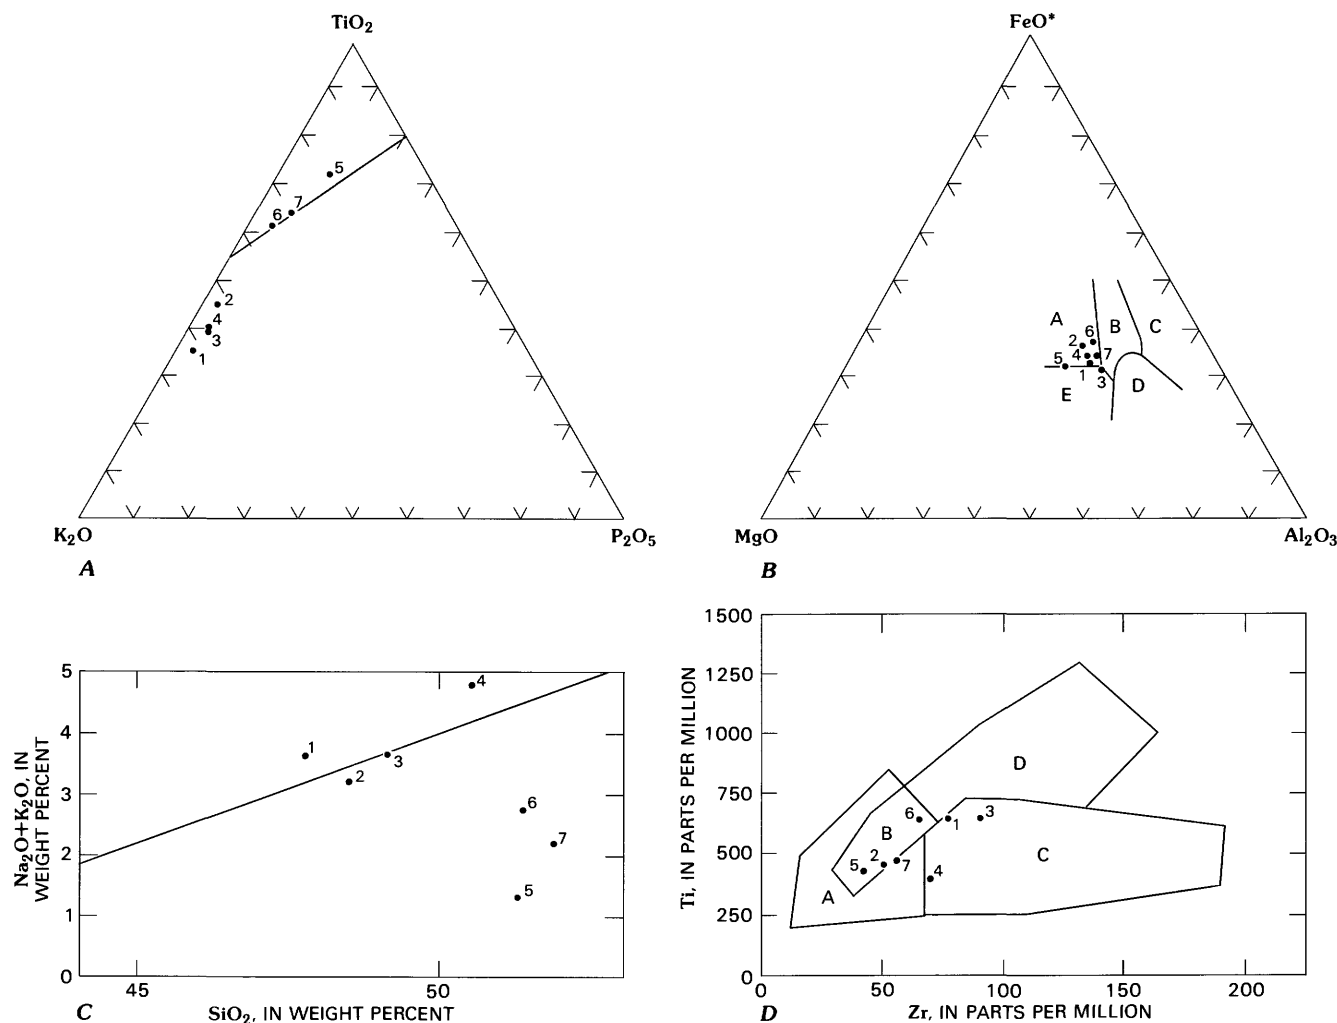 TiO2
5
7
6
2
4
3
1
K2O
P2O5
A
FeO*
A
B
C
6
2
4
7
5
1
3
D
E
MgO
Al2O3
B
Na2O+K2O, IN
WEIGHT PERCENT
5
4
3
2
1
0
4
1
3
2
6
7
5
45
50
SiO2, IN WEIGHT PERCENT
C
Ti, IN PARTS PER MILLION
1500
1250
1000
750
500
250
0
D
6
1
3
B
5
2
7
C
4
A
0
50
100
150
200
Zr, IN PARTS PER MILLION
D